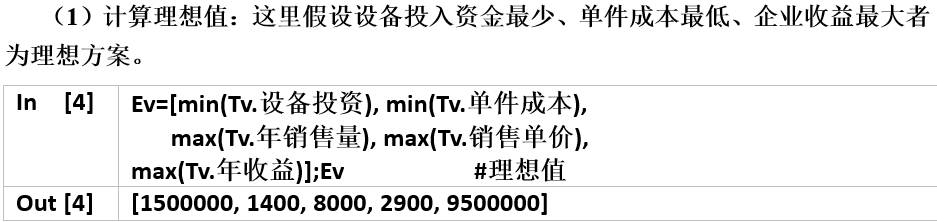 （1）计算理想值：这里假设设备投入资金最少、单件成本最低、企业收益最大者
为理想方案。
In [4] Ev=[min(Tv.设备投资), min(Tv.单件成本),
max(Tv.年销售量), max(Tv.销售单价),
max(Tv.年收益)];Ev #理想值
Out [4] [1500000, 1400, 8000, 2900, 9500000]